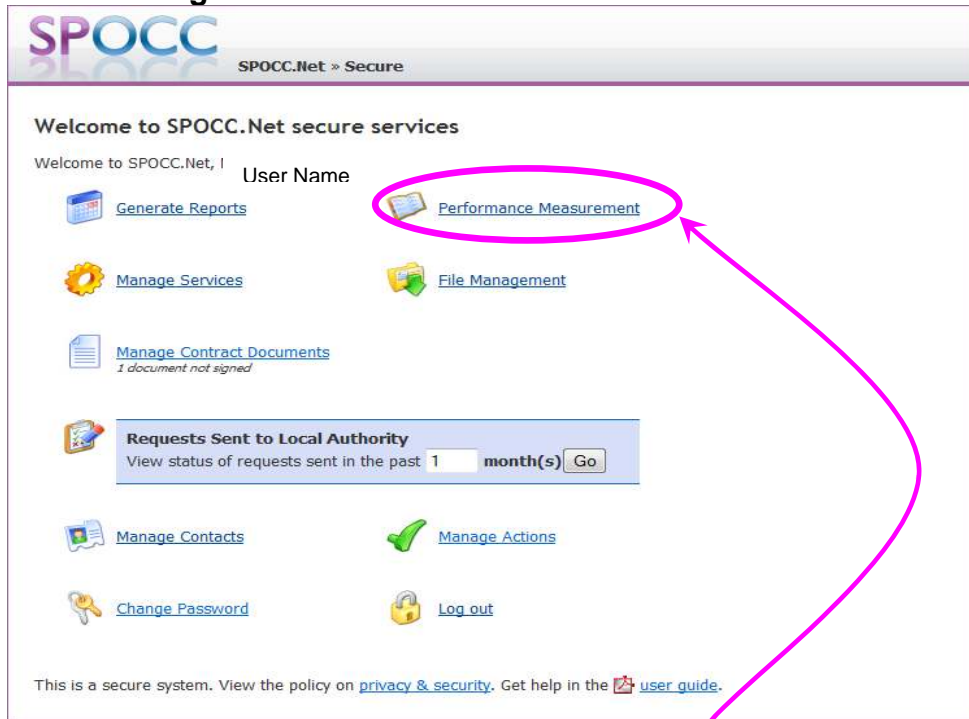 SPOCC
SPOCC.Net » Secure
Welcome to SPOCC.Net secure services
Welcome to SPOCC.Net,
User Name
Generate Reports
Performance Measurement
Manage Services
File Management
Manage Contract Documents
1 document not signed
Requests Sent to Local Authority
View status of requests sent in the past 1 month(s) Go
Manage Contacts
Manage Actions
Change Password
Log out
This is a secure system. View the policy on privacy & security. Get help in the user guide.